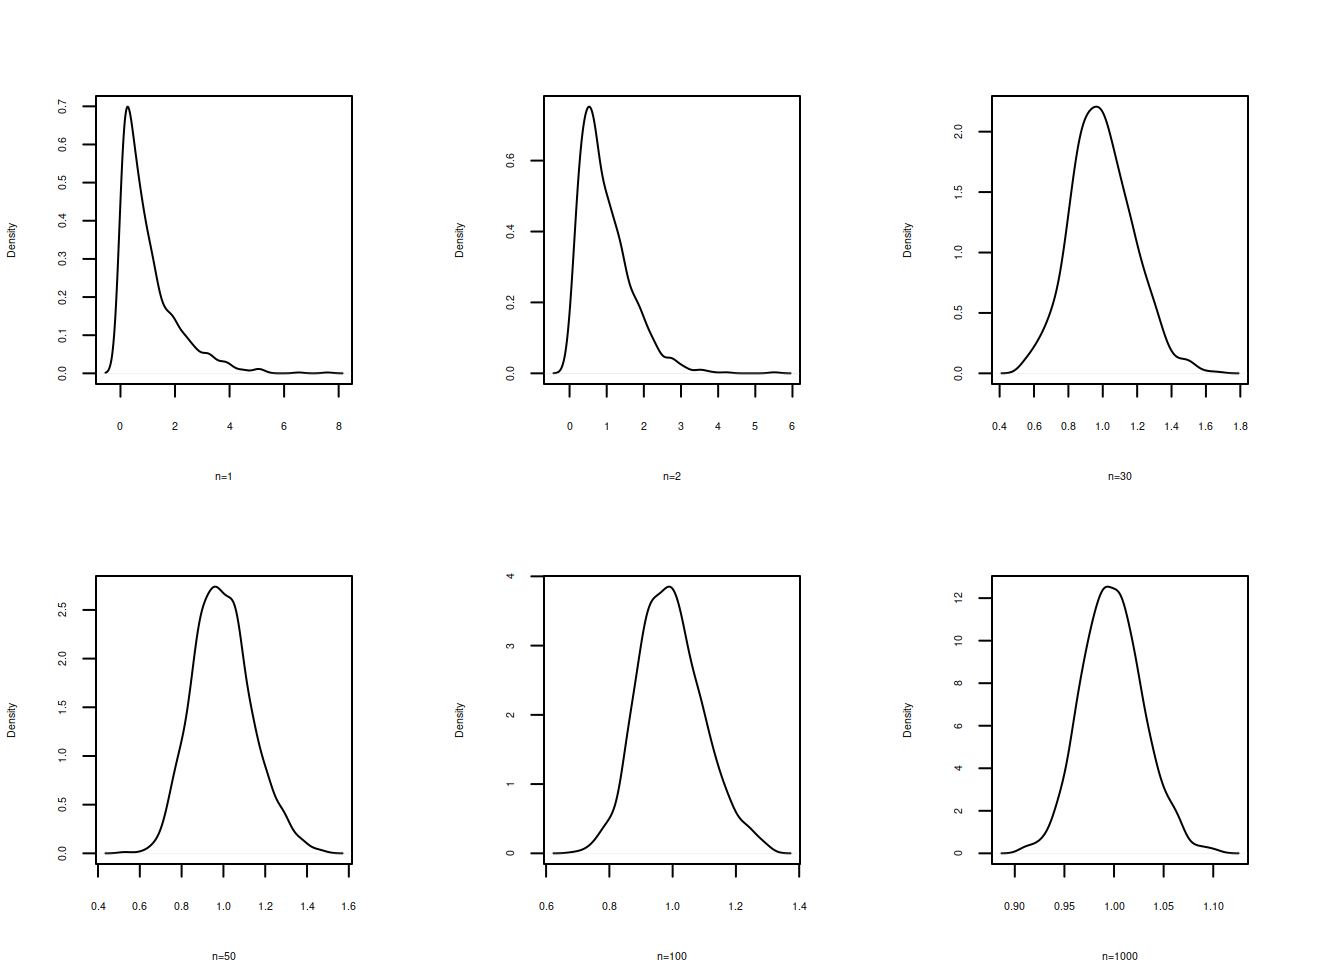 Density
0.0 0.1 0.2 0.3 0.4 0.5 0.6 0.7
0 2 4 6 8
n=1
Density
0.0 0.2 0.4 0.6
0 1 2 3 4 5 6
n=2
Density
0.0 0.5 1.0 1.5 2.0
0.4 0.6 0.8 1.0 1.2 1.4 1.6 1.8
n=30
Density
0.0 0.5 1.0 1.5 2.0 2.5
0.4 0.6 0.8 1.0 1.2 1.4 1.6
n=50
Density
0 1 2 3 4
0.6 0.8 1.0 1.2 1.4
n=100
Density
0 2 4 6 8 10 12
0.90 0.95 1.00 1.05 1.10
n=1000